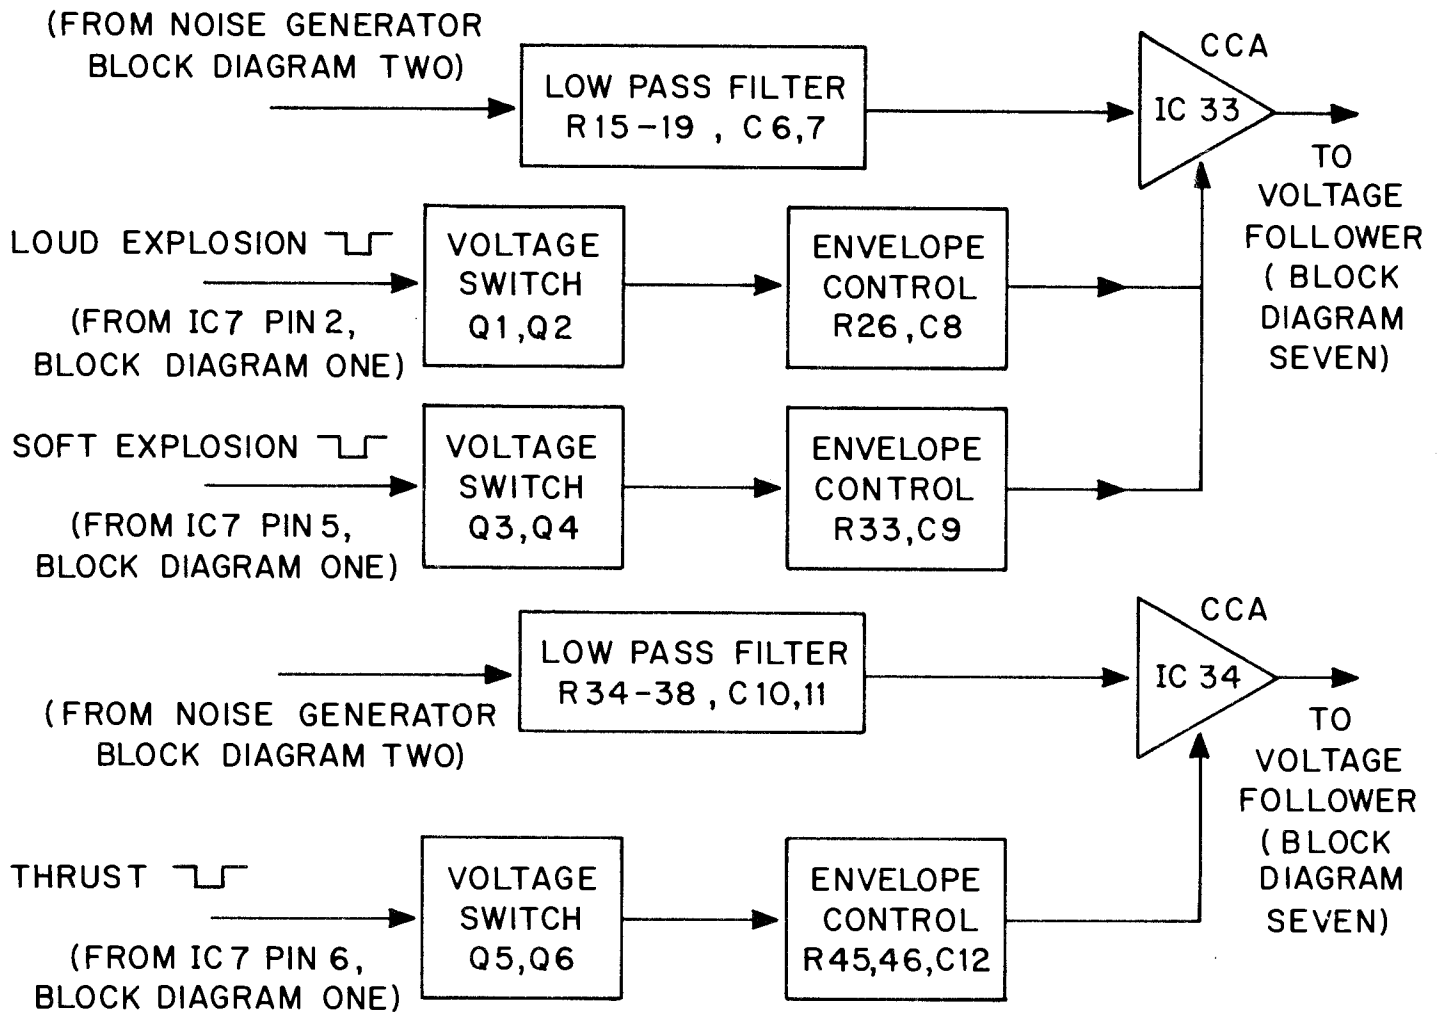 (FROM NOISE GENERATOR
BLOCK DIAGRAM TWO)
LOW PASS FILTER
R15-19 , C6,7
CCA
IC 33
TO
VOLTAGE
FOLLOWER
( BLOCK
DIAGRAM
SEVEN)
LOUD EXPLOSION
(FROM IC7 PIN 2,
BLOCK DIAGRAM ONE)
VOLTAGE
SWITCH
Q1,Q2
ENVELOPE
CONTROL
R26,C8
SOFT EXPLOSION
(FROM IC7 PIN 5,
BLOCK DIAGRAM ONE)
VOLTAGE
SWITCH
Q3,Q4
ENVELOPE
CONTROL
R33,C9
(FROM NOISE GENERATOR
BLOCK DIAGRAM TWO)
LOW PASS FILTER
R34-38 , C10,11
CCA
IC 34
TO
VOLTAGE
FOLLOWER
( BLOCK
DIAGRAM
SEVEN)
THRUST
(FROM IC7 PIN 6,
BLOCK DIAGRAM ONE)
VOLTAGE
SWITCH
Q5,Q6
ENVELOPE
CONTROL
R45,46,C12